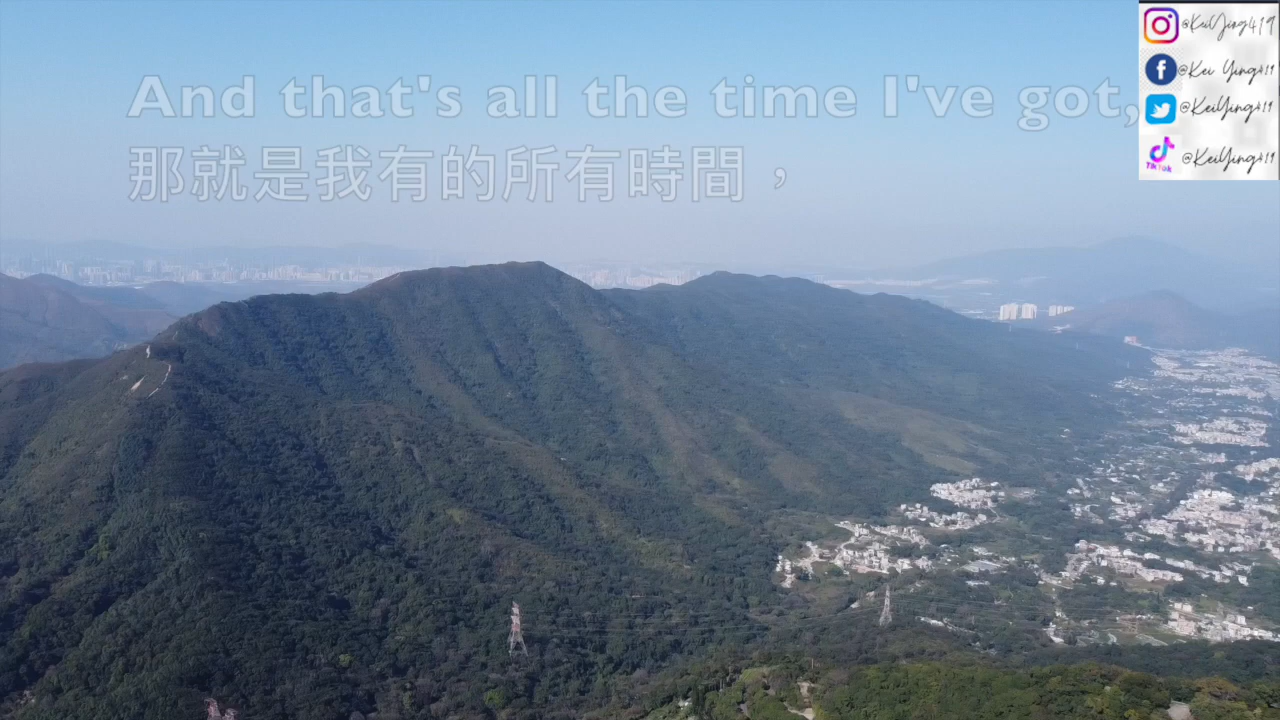 And that's all the time I've got,
那就是我有的所有時間，
@KeiYing419
@Kei Ying419
@KeiYing419
TikTok
@KeiYing419